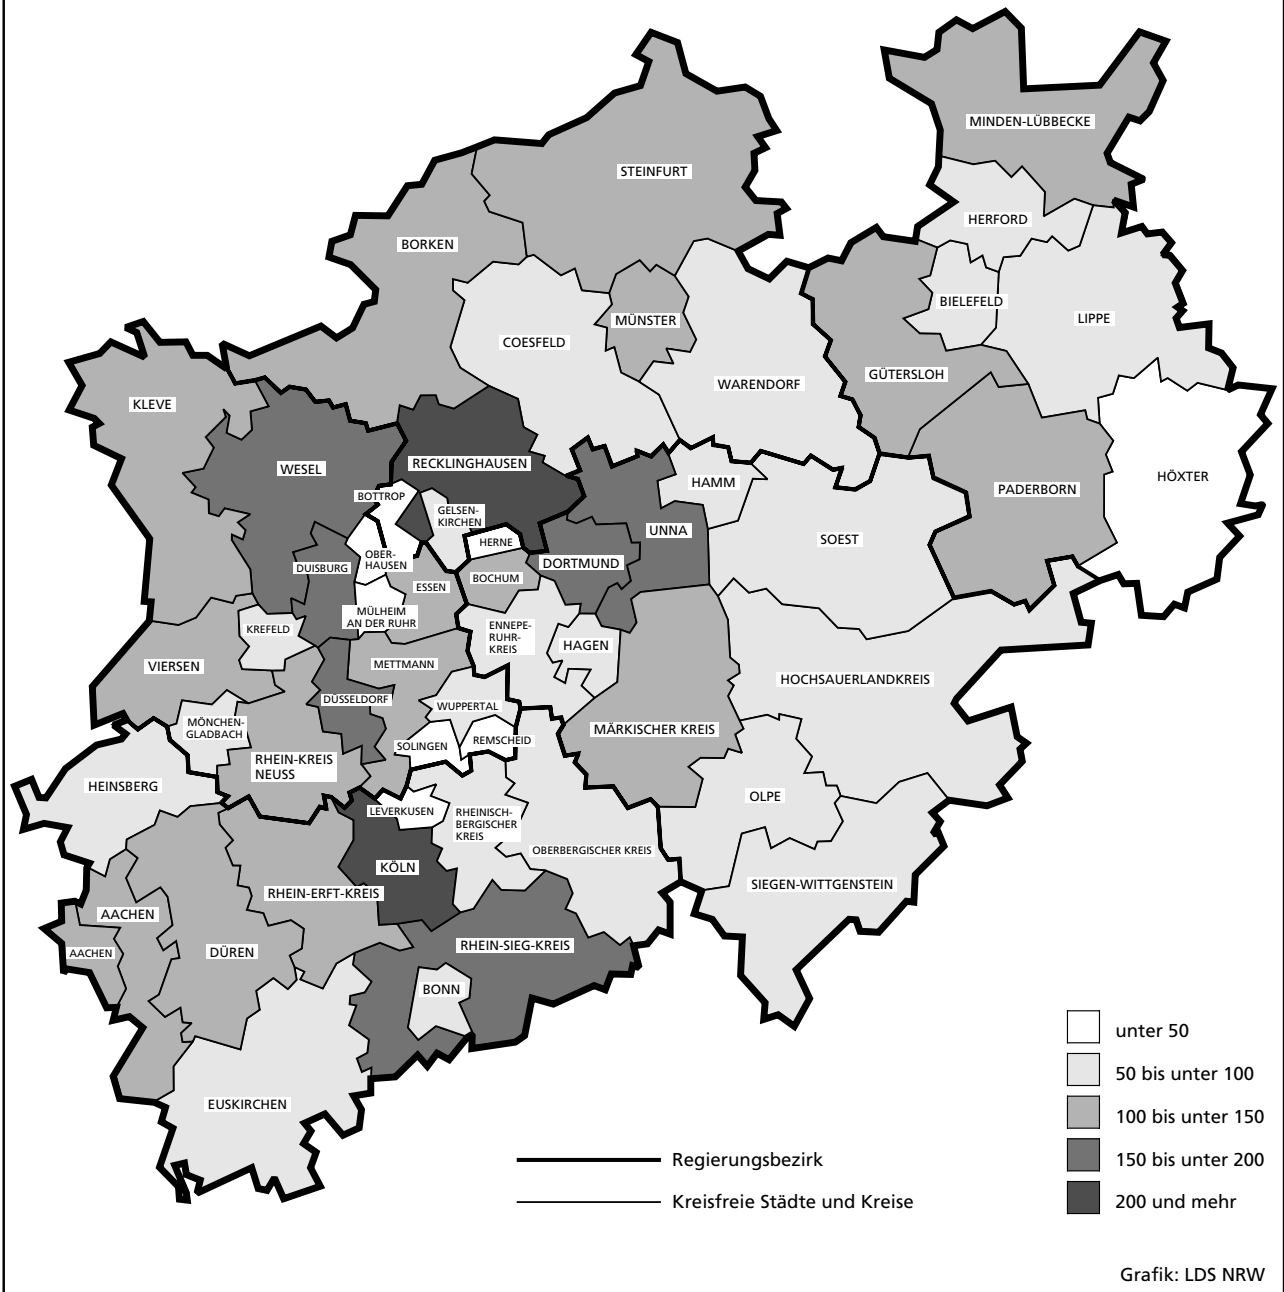 MINDEN-LÜBBECKE
STEINFURT
HERFORD
BORKEN
BIELEFELD
MÜNSTER
LIPPE
COESFELD
GÜTERSLOH
WARENDORF
KLEVE
RECKLINGHAUSEN
WESEL
HÖXTER
HAMM
PADERBORN
BOTTROP
GELSEN-
KIRCHEN
UNNA
SOEST
HERNE
OBER-
HAUSEN
DORTMUND
DUISBURG
BOCHUM
ESSEN
MÜLHEIM
AN DER RUHR
KREFELD
ENNEPE-
RUHR-
KREIS
HAGEN
VIERSEN
METTMANN
HOCHSAUERLANDKREIS
DÜSSELDORF
WUPPERTAL
MÖNCHEN-
GLADBACH
MÄRKISCHER KREIS
REMSCHEID
SOLINGEN
RHEIN-KREIS
NEUSS
HEINSBERG
OLPE
LEVERKUSEN
RHEINISCH-
BERGISCHER
KREIS
OBERBERGISCHER KREIS
KÖLN
SIEGEN-WITTGENSTEIN
RHEIN-ERFT-KREIS
AACHEN
RHEIN-SIEG-KREIS
AACHEN
DÜREN
BONN
EUSKIRCHEN
unter 50
50 bis unter 100
100 bis unter 150
150 bis unter 200
200 und mehr
Regierungsbezirk
Kreisfreie Städte und Kreise
Grafik: LDS NRW